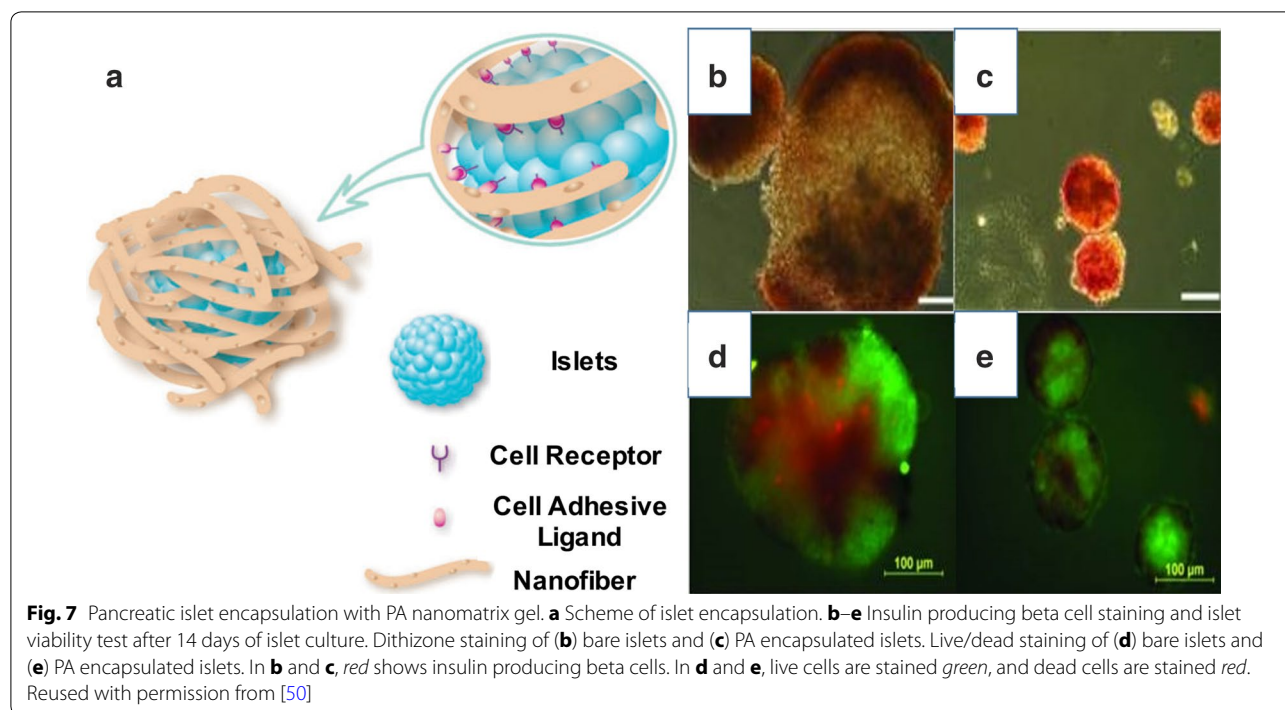 a
b
c
Islets
Cell Receptor
Cell Adhesive
Ligand
Nanofiber
d
100 µm
e
100 µm
Fig. 7 Pancreatic islet encapsulation with PA nanomatrix gel. a Scheme of islet encapsulation. b–e Insulin producing beta cell staining and islet
viability test after 14 days of islet culture. Dithizone staining of (b) bare islets and (c) PA encapsulated islets. Live/dead staining of (d) bare islets and
(e) PA encapsulated islets. In b and c, red shows insulin producing beta cells. In d and e, live cells are stained green, and dead cells are stained red.
Reused with permission from [50]